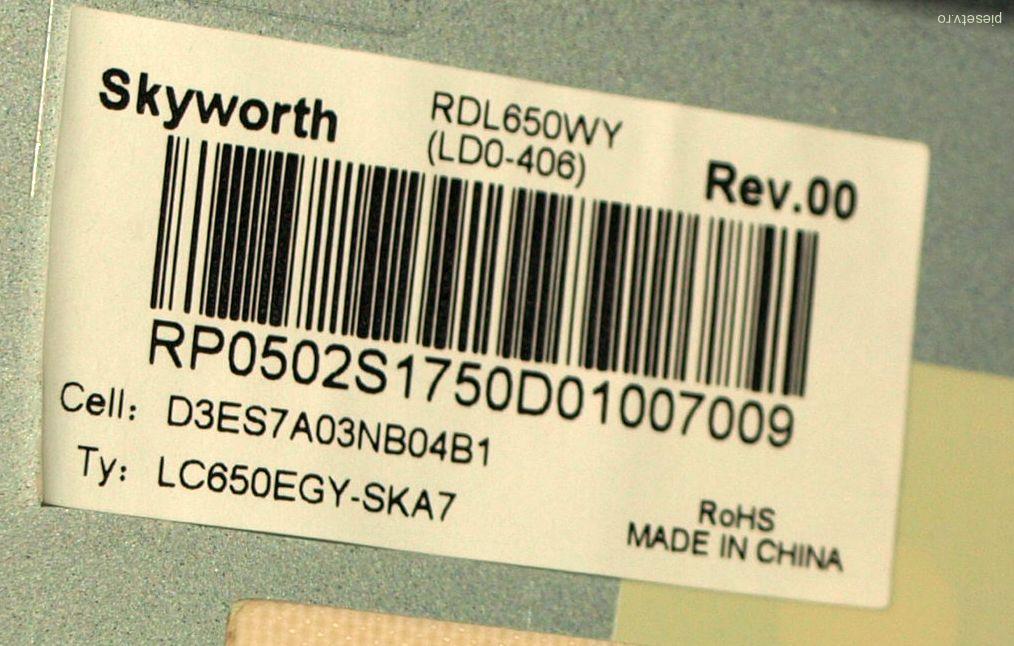 piesetv.ro
Skyworth
RDL650WY
(LD0-406)
Rev.00
RP0502S1750D01007009
Cell: D3ES7A03NB04B1
Ty: LC650EGY-SKA7
RoHS
MADE IN CHINA